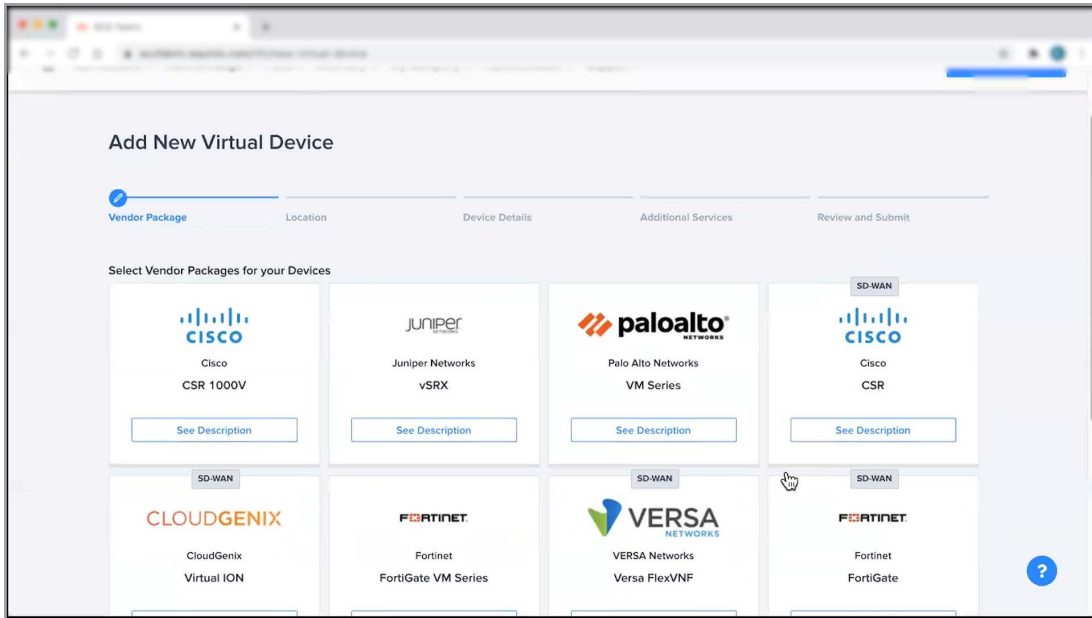 Add New Virtual Device
Vendor Package
Location
Device Details
Additional Services
Review and Submit
Select Vendor Packages for your Devices
CISCO
Cisco
CSR 1000V
See Description
JUNIPER
NETWORKS
Juniper Networks
vSRX
See Description
paloalto
NETWORKS
Palo Alto Networks
VM Series
See Description
SD-WAN
CISCO
Cisco
CSR
See Description
SD-WAN
CLOUDGENIX
CloudGenix
Virtual ION
FORTINET
Fortinet
FortiGate VM Series
SD-WAN
VERSA
NETWORKS
VERSA Networks
Versa FlexVNF
SD-WAN
FORTINET
Fortinet
FortiGate
?